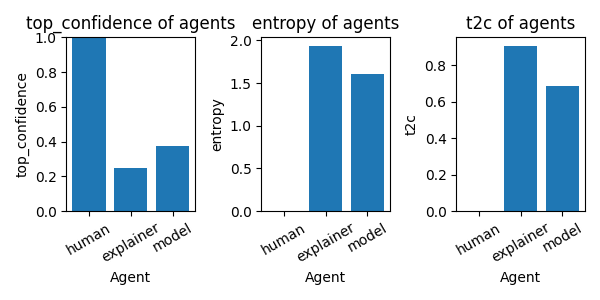 top_confidence of agents
entropy of agents
t2c of agents
top_confidence
1.0
0.8
0.6
0.4
0.2
0.0
human
explainer
model
Agent
entropy
2.0
1.5
1.0
0.5
0.0
human
explainer
model
Agent
t2c
0.8
0.6
0.4
0.2
0.0
human
explainer
model
Agent